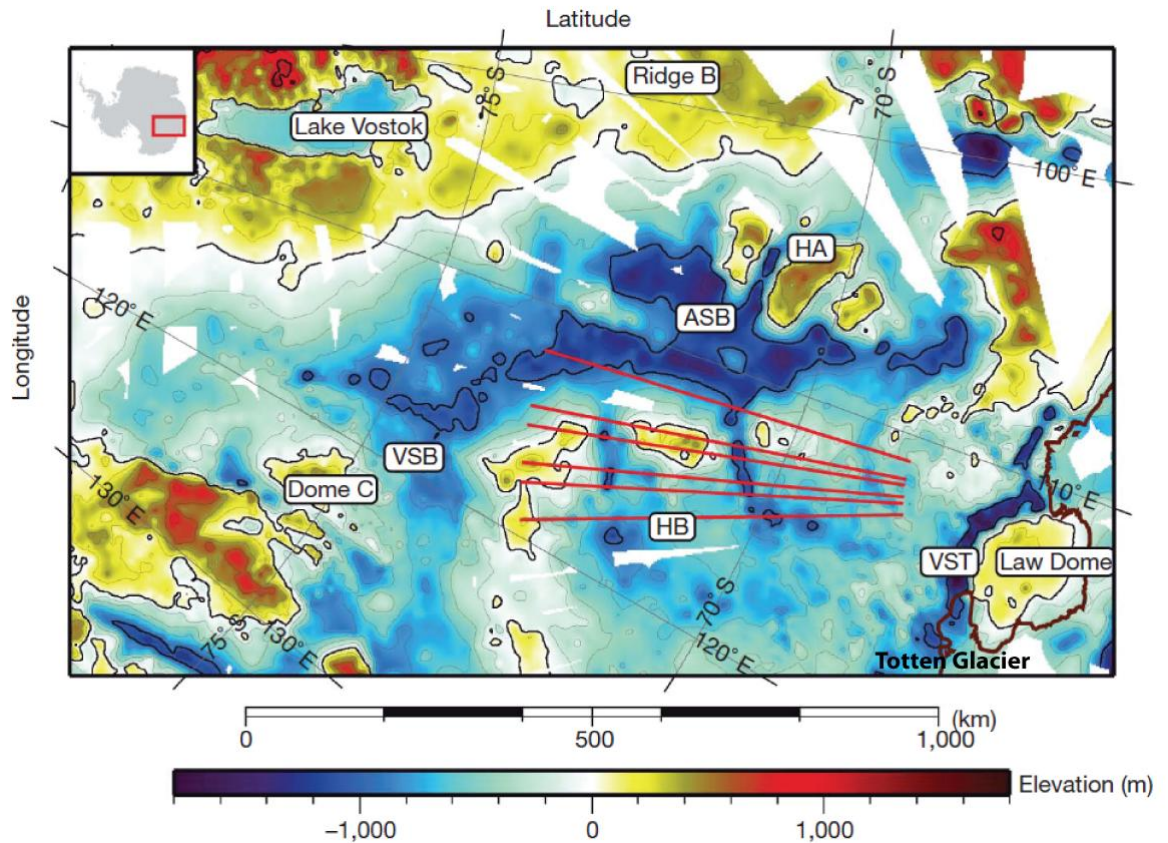 Latitude
75° S
Ridge B
70° S
Lake Vostok
100° E
HA
120° E
ASB
Longitude
VSB
Dome C
130° E
110° E
HB
VST
Law Dome
70° S
75° S
130° E
120° E
Totten Glacier
(km)
0
500
1,000
Elevation (m)
−1,000
0
1,000